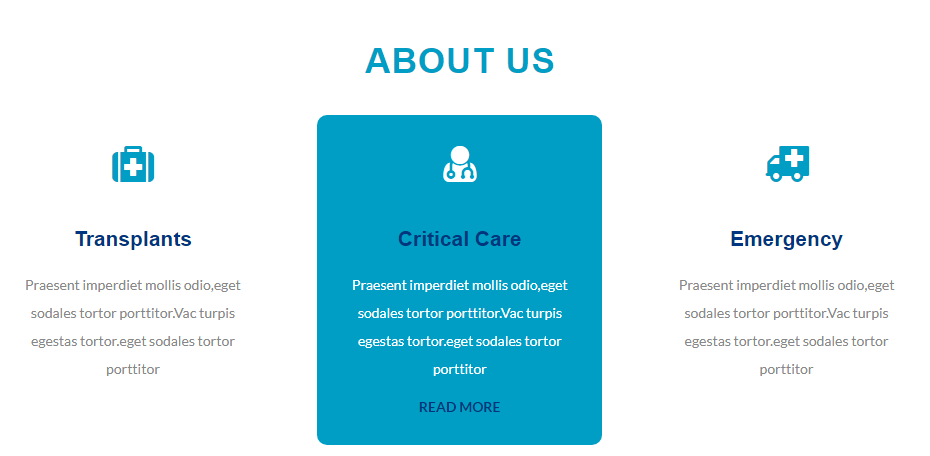 ABOUT US
Transplants
Praesent imperdiet mollis odio,eget
sodales tortor porttitor.Vac turpis
egestas tortor.eget sodales tortor
porttitor
Critical Care
Praesent imperdiet mollis odio,eget
sodales tortor porttitor.Vac turpis
egestas tortor.eget sodales tortor
porttitor
READ MORE
Emergency
Praesent imperdiet mollis odio,eget
sodales tortor porttitor.Vac turpis
egestas tortor.eget sodales tortor
porttitor